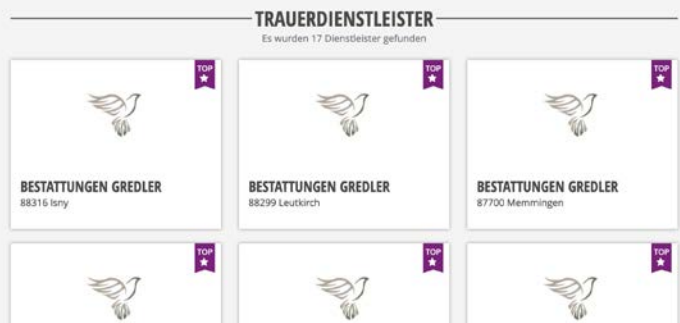 TRAUERDIENSTLEISTER
Es wurden 17 Dienstleister gefunden
TOP
TOP
TOP
BESTATTUNGEN GREDLER
88316 Isny
BESTATTUNGEN GREDLER
88299 Leutkirch
BESTATTUNGEN GREDLER
87700 Memmingen
TOP
TOP
TOP